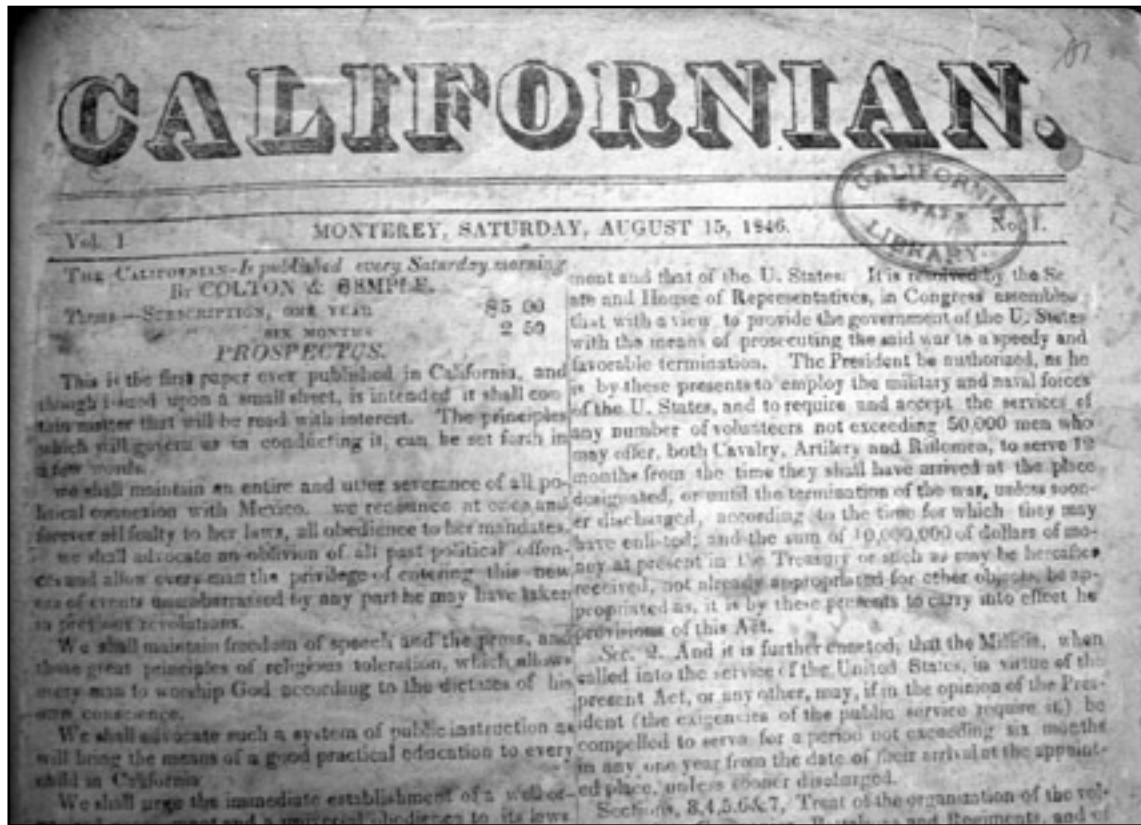 CALIFORNIAN.
CALIFORNIA
STATE
LIBRARY
Vol. 1
MONTEREY, SATURDAY, AUGUST 15, 1846.
No. 1.
THE CALIFORNIAN—Is published every Saturday morning
BY COLTON & SEMPLE.
TERMS—SUBSCRIPTION, ONE YEAR $5 00
SIX MONTHS 2 50
PROSPECTUS.
This is the first paper ever published in California, and
though issued upon a small sheet, is intended it shall con-
tain matter that will be read with interest. The principles
which will govern us in conducting it, can be set forth in
a few words.
we shall maintain an entire and utter severance of all po-
litical connexion with Mexico. we renounce at once and
forever all fealty to her laws, all obedience to her mandates.
we shall advocate an oblivion of all past political offen-
ces and allow every man the privilege of entering this new
era of events unembarrassed by any part he may have taken
in previous revolutions.
We shall maintain freedom of speech and the press, and
those great principles of religious toleration, which allows
every man to worship God according to the dictates of his
own conscience.
We shall advocate such a system of public instruction as
will bring the means of a good practical education to every
child in California
We shall urge the immediate establishment of a well or-
and a universal obedience to its laws
ment and that of the U. States: It is resolved by the Se
ate and House of Representatives, in Congress assembled
that with a view to provide the government of the U. States
with the means of prosecuting the said war to a speedy and
favorable termination. The President be authorized, as he
is by these presents to employ the military and naval forces
of the U. States, and to require and accept the services of
any number of volunteers not exceeding 50,000 men who
may offer, both Cavalry, Artilery and Riflemen, to serve 12
months from the time they shall have arrived at the place
designated, or until the termination of the war, unless soon-
er discharged, according to the time for which they may
have enlisted; and the sum of 10,000,000 of dollars of mo-
ney at present in the Treasury or such as may be hereafter
received, not already appropriated for other objects, be ap-
propriated as, it is by these presents to carry into effect he
provisions of this Act.
Sec. 2. And it is further enacted, that the Militia, when
called into the service of the United States, in virtue of the
present Act, or any other, may, if in the opinion of the Pres-
ident (the exigencies of the public service require it) be
compelled to serve for a period not exceeding six months
in any one year from the date of their arrival at the appoint-
ed place, unless sooner discharged.
Sections, 3,4,5,6&7, Treat of the organization of the vol-
and Regiments, and of